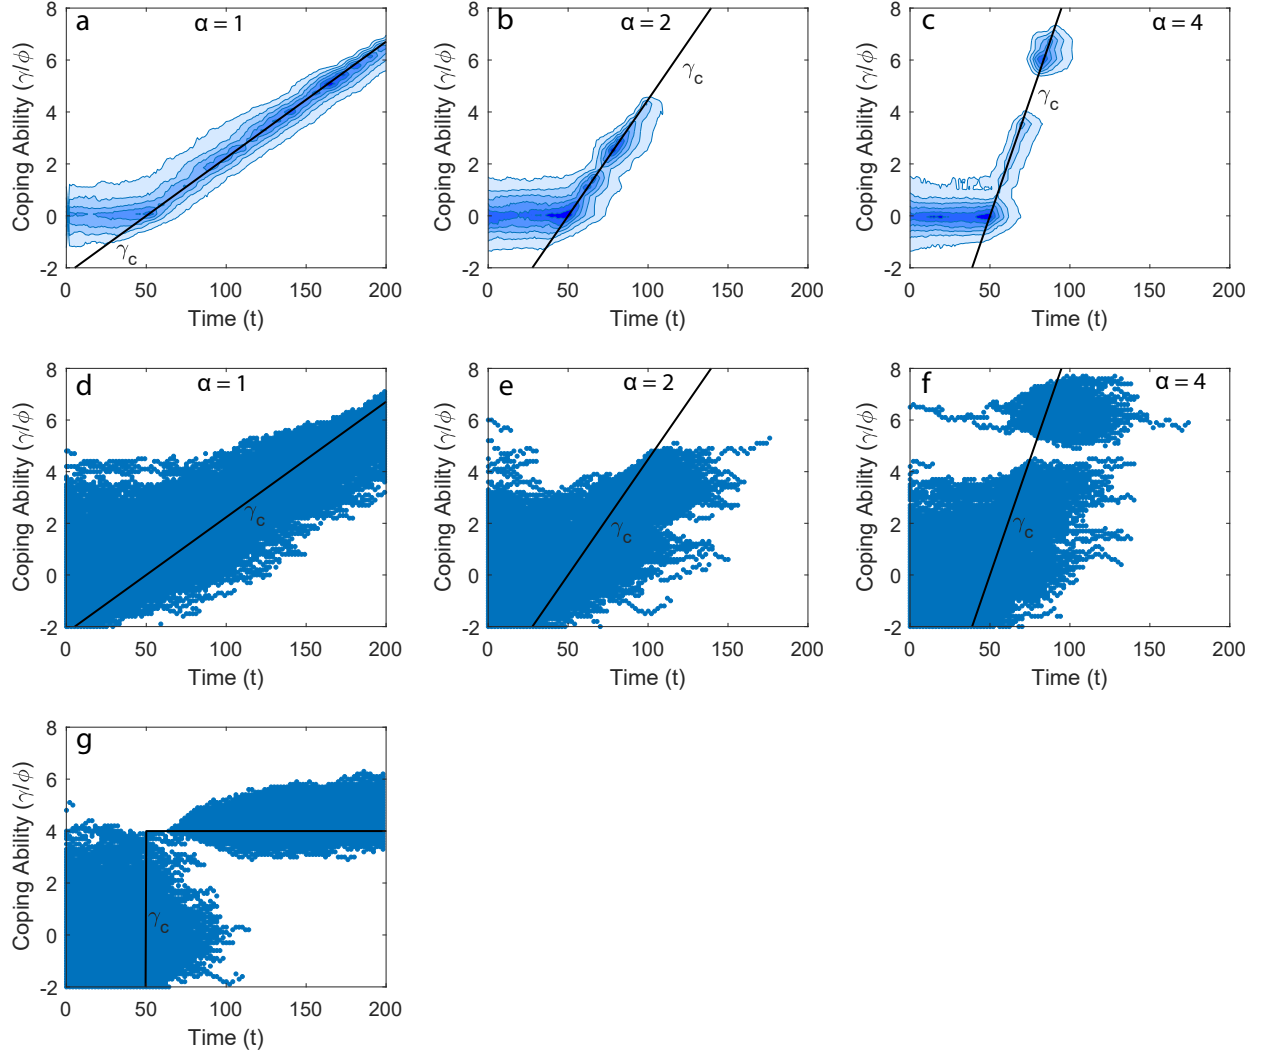 a
α = 1
Coping Ability (γ/ϕ)
8
6
4
2
0
-2
γc
0 50 100 150 200
Time (t)
b
α = 2
Coping Ability (γ/ϕ)
8
6
4
2
0
-2
γc
0 50 100 150 200
Time (t)
c
α = 4
Coping Ability (γ/ϕ)
8
6
4
2
0
-2
γc
0 50 100 150 200
Time (t)
d
α = 1
Coping Ability (γ/ϕ)
8
6
4
2
0
-2
γc
0 50 100 150 200
Time (t)
e
α = 2
Coping Ability (γ/ϕ)
8
6
4
2
0
-2
γc
0 50 100 150 200
Time (t)
f
α = 4
Coping Ability (γ/ϕ)
8
6
4
2
0
-2
γc
0 50 100 150 200
Time (t)
g
Coping Ability (γ/ϕ)
8
6
4
2
0
-2
γc
0 50 100 150 200
Time (t)